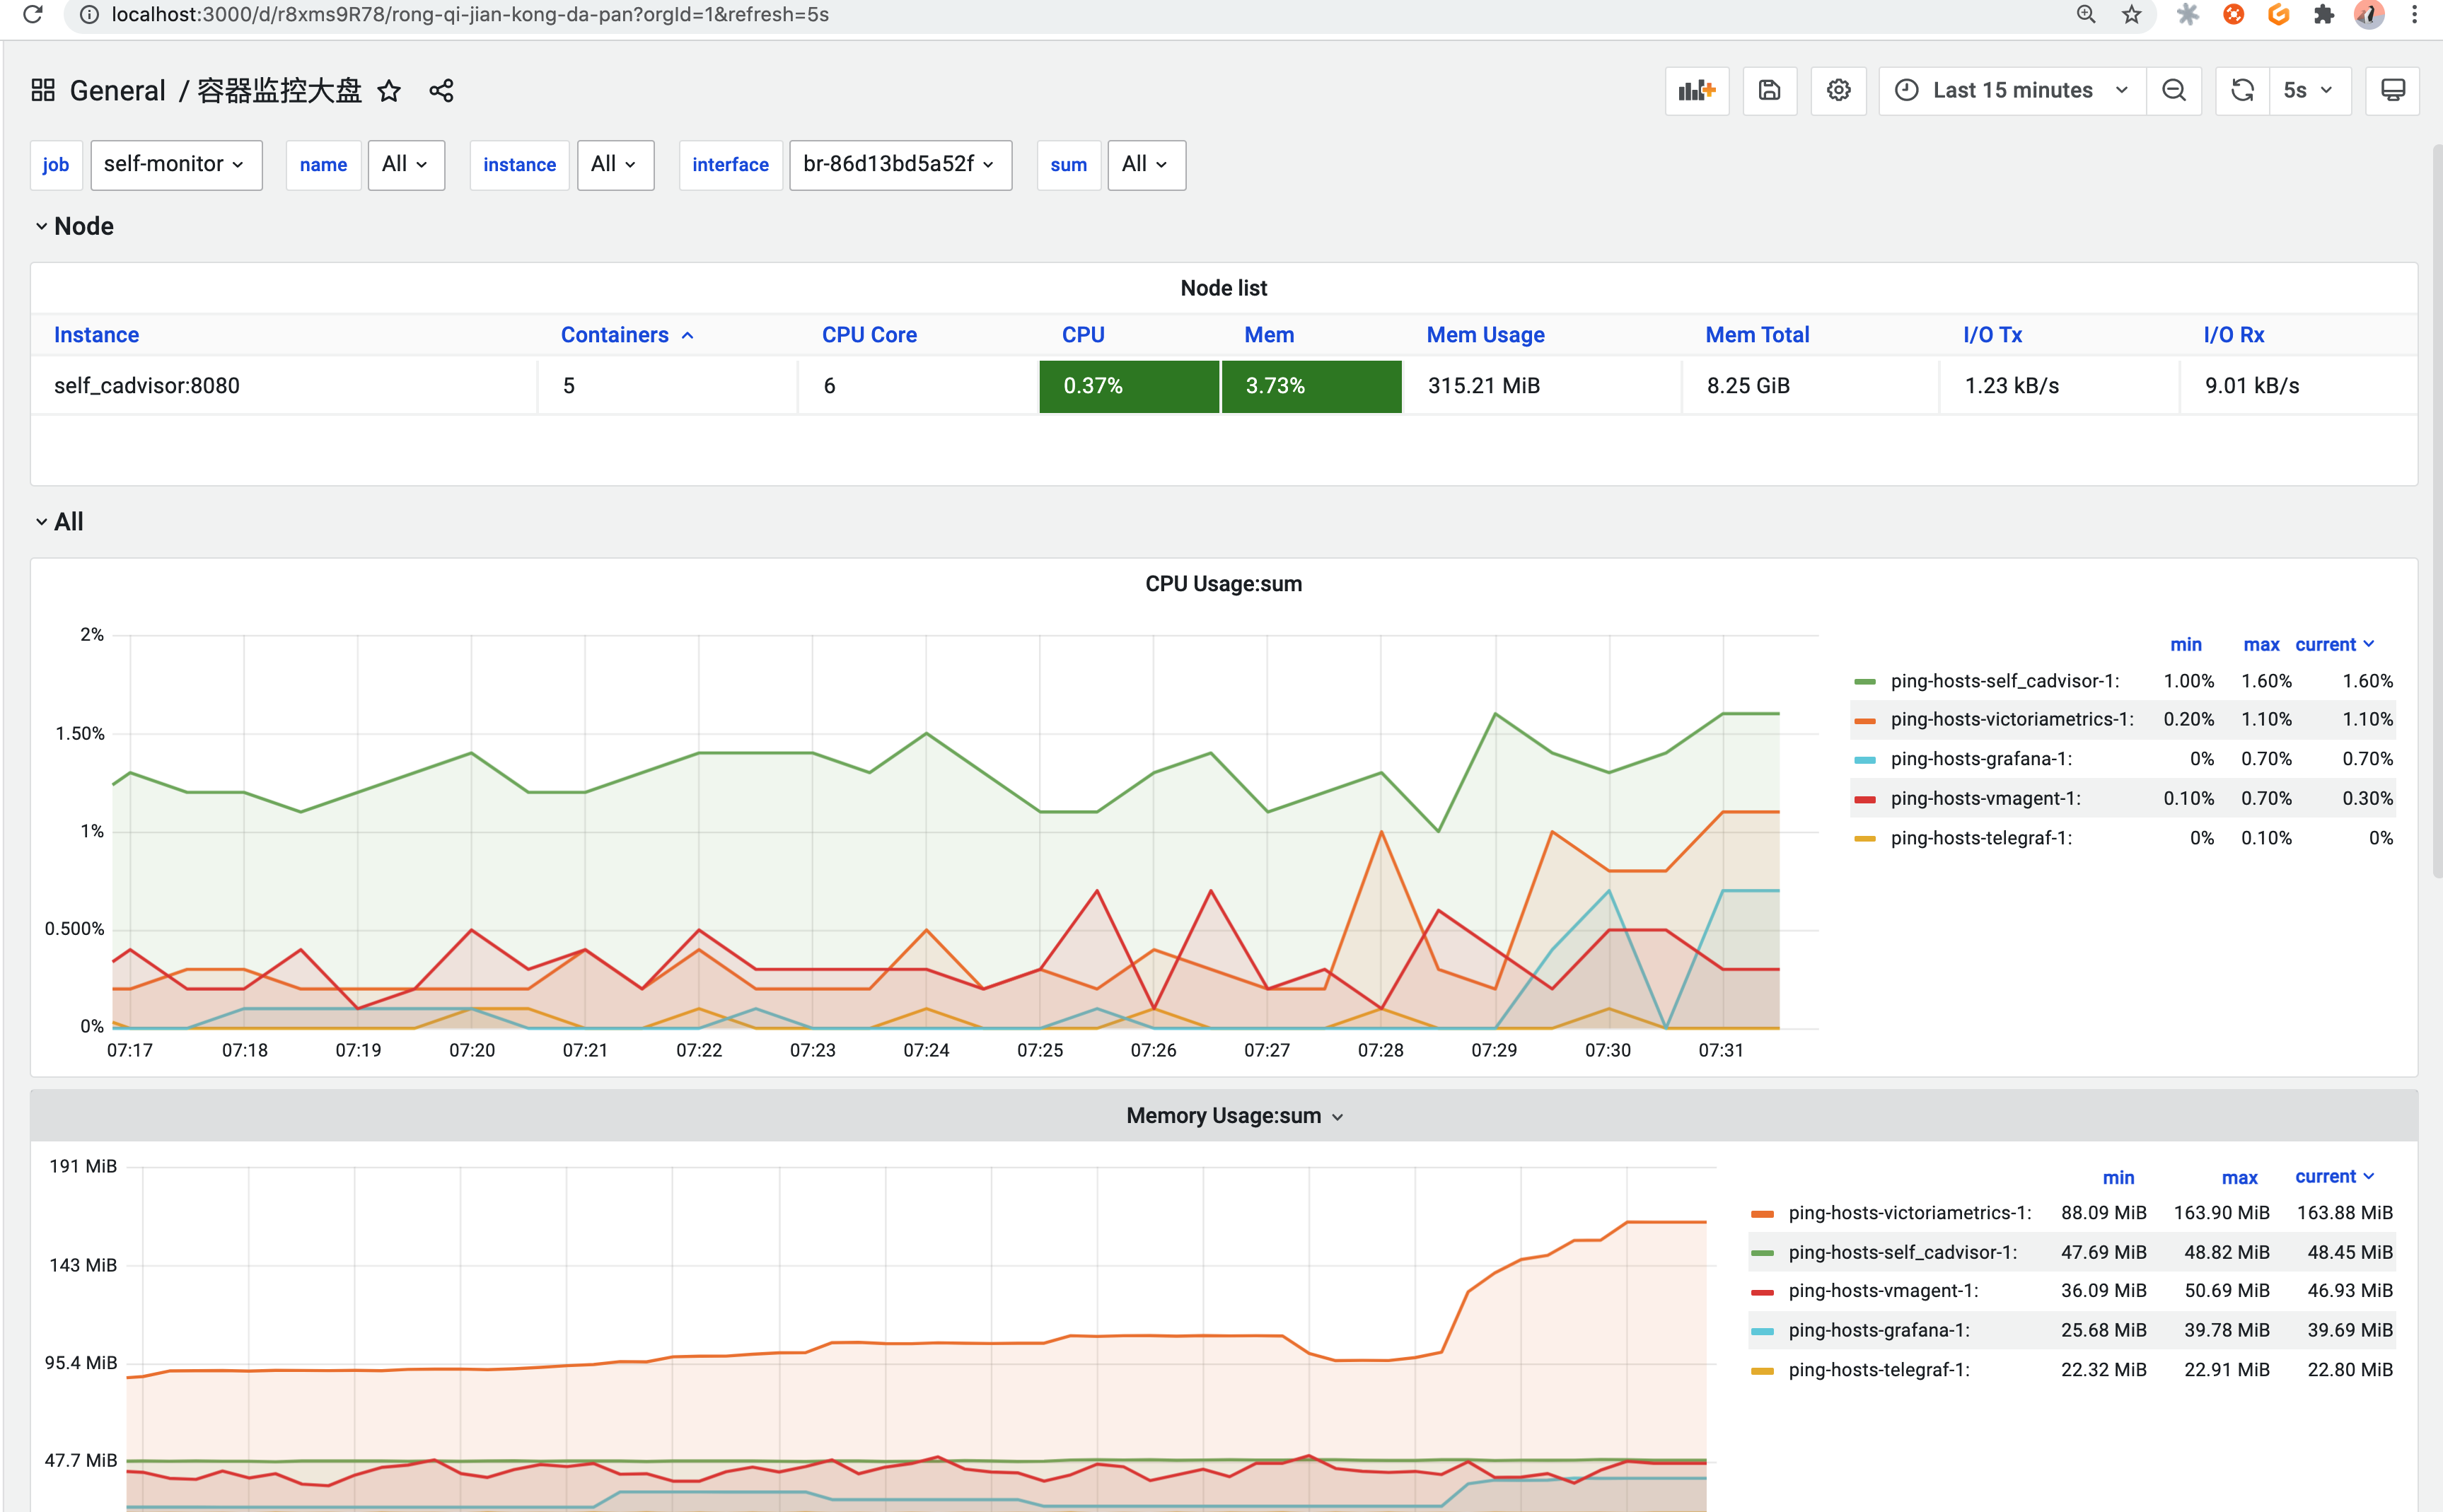 localhost:3000/d/r8xms9R78/rong-qi-jian-kong-da-pan?orgId=1&refresh=5s
General / 容器监控大盘
Last 15 minutes
5s
job self-monitor name All instance All interface br-86d13bd5a52f sum All
Node
Node list
Instance Containers CPU Core CPU Mem Mem Usage Mem Total I/O Tx I/O Rx
self_cadvisor:8080 5 6 0.37% 3.73% 315.21 MiB 8.25 GiB 1.23 kB/s 9.01 kB/s
All
CPU Usage:sum
2%
1.50%
1%
0.500%
0%
07:17 07:18 07:19 07:20 07:21 07:22 07:23 07:24 07:25 07:26 07:27 07:28 07:29 07:30 07:31
min max current
ping-hosts-self_cadvisor-1: 1.00% 1.60% 1.60%
ping-hosts-victoriametrics-1: 0.20% 1.10% 1.10%
ping-hosts-grafana-1: 0% 0.70% 0.70%
ping-hosts-vmagent-1: 0.10% 0.70% 0.30%
ping-hosts-telegraf-1: 0% 0.10% 0%
Memory Usage:sum
191 MiB
143 MiB
95.4 MiB
47.7 MiB
min max current
ping-hosts-victoriametrics-1: 88.09 MiB 163.90 MiB 163.88 MiB
ping-hosts-self_cadvisor-1: 47.69 MiB 48.82 MiB 48.45 MiB
ping-hosts-vmagent-1: 36.09 MiB 50.69 MiB 46.93 MiB
ping-hosts-grafana-1: 25.68 MiB 39.78 MiB 39.69 MiB
ping-hosts-telegraf-1: 22.32 MiB 22.91 MiB 22.80 MiB